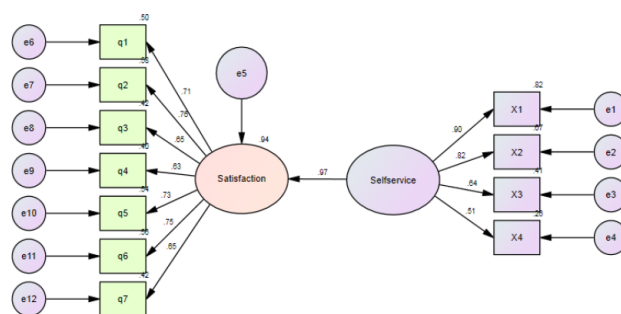 .50
e6
q1
.58
e7
q2
.42
e8
q3
.40
e9
q4
.54
e10
q5
.56
e11
q6
.42
e12
q7
.71
.76
.65
.63
.73
.75
.65
e5
.94
Satisfaction
.97
Selfservice
.90
.82
.64
.51
.82
X1
e1
.67
X2
e2
.41
X3
e3
.26
X4
e4